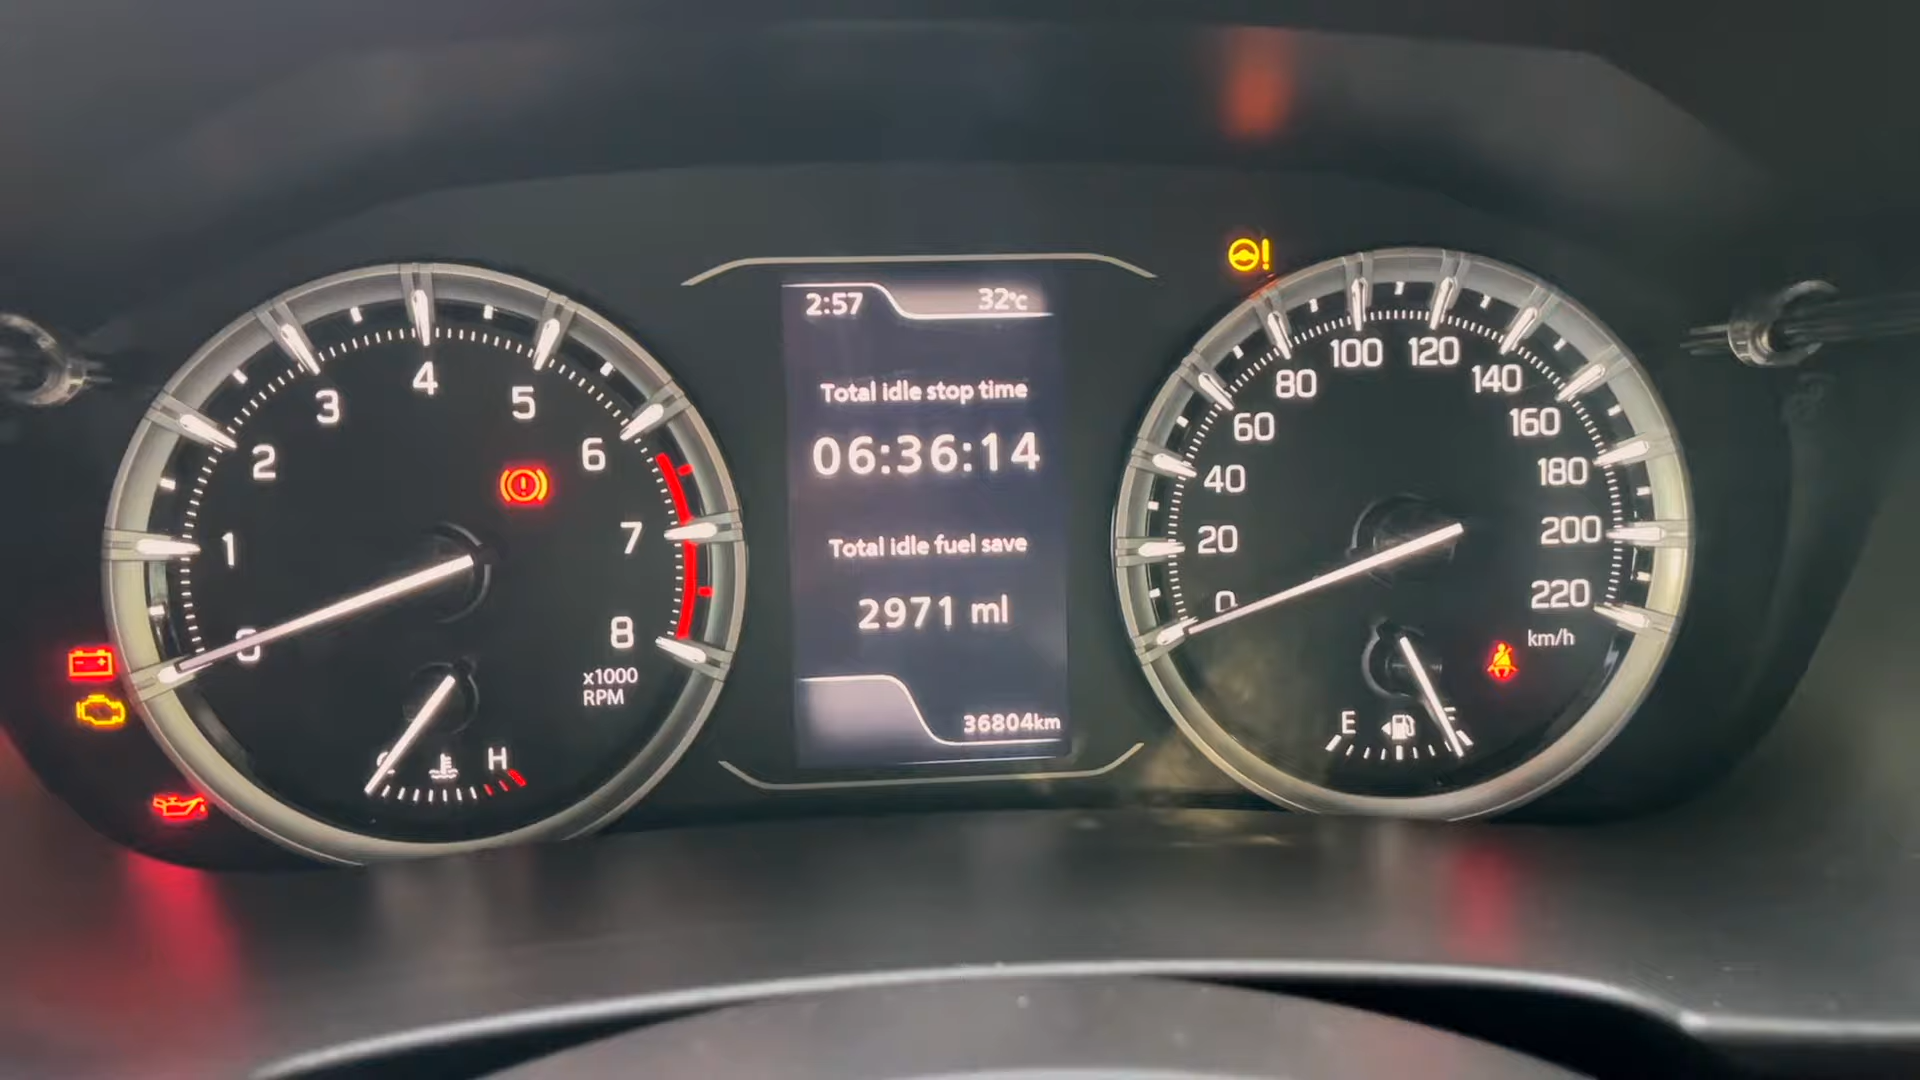 2:57 32°c
Total idle stop time
06:36:14
Total idle fuel save
2971 ml
36804km
0
1
2
3
4
5
6
7
8
x1000
RPM
H
0
20
40
60
80
100
120
140
160
180
200
220
km/h
E